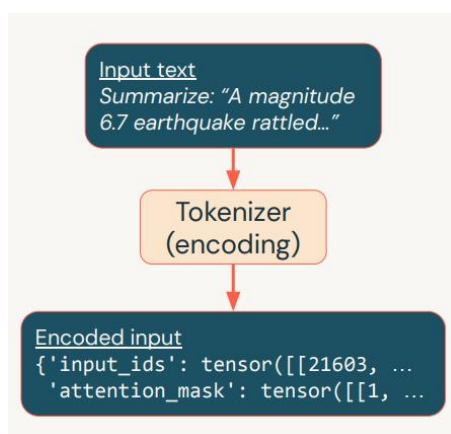 Input text
Summarize: “A magnitude
6.7 earthquake rattled…”
Tokenizer
(encoding)
Encoded input
{'input_ids': tensor([[21603, …
'attention_mask': tensor([[1, …